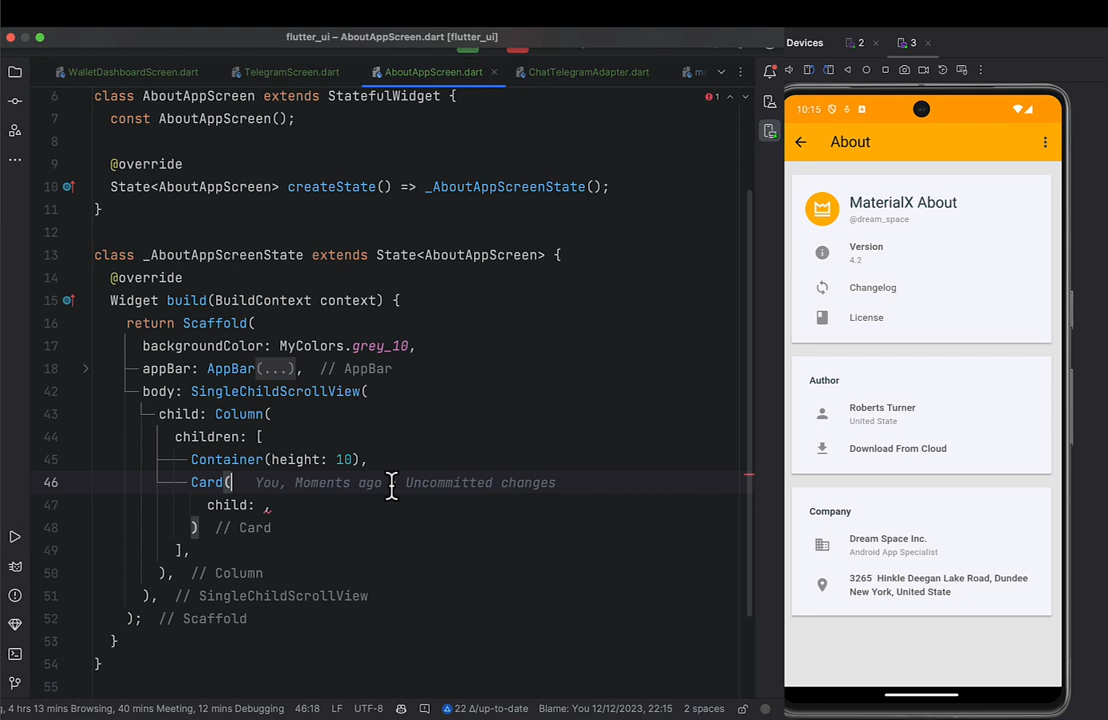 flutter_ui – AboutAppScreen.dart [flutter_ui]
WalletDashboardScreen.dart
TelegramScreen.dart
AboutAppScreen.dart
ChatTelegramAdapter.dart
6 class AboutAppScreen extends StatefulWidget {
7 const AboutAppScreen();
8
9 @override
10 State<AboutAppScreen> createState() => _AboutAppScreenState();
11 }
12
13 class _AboutAppScreenState extends State<AboutAppScreen> {
14 @override
15 Widget build(BuildContext context) {
16 return Scaffold(
17 backgroundColor: MyColors.grey_10,
18 appBar: AppBar(...), // AppBar
42 body: SingleChildScrollView(
43 child: Column(
44 children: [
45 Container(height: 10),
46 Card( You, Moments ago Uncommitted changes
47 child: ,
48 ) // Card
49 ],
50 ), // Column
51 ), // SingleChildScrollView
52 ); // Scaffold
53 }
54 }
55
1
, 4 hrs 13 mins Browsing, 40 mins Meeting, 12 mins Debugging
46:18 LF UTF-8
22 Δ/up-to-date
Blame: You 12/12/2023, 22:15
2 spaces
Devices
2
3
10:15
About
MaterialX About
@dream_space
Version
4.2
Changelog
License
Author
Roberts Turner
United State
Download From Cloud
Company
Dream Space Inc.
Android App Specialist
3265 Hinkle Deegan Lake Road, Dundee
New York, United State